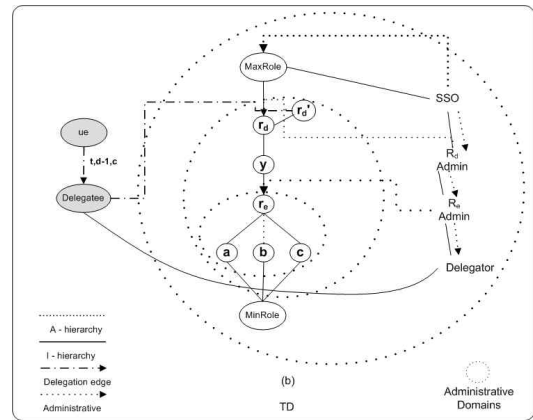 MaxRole
SSO
r_d'
r_d
ue
t,d-1,c
R_d
Admin
y
Delegatee
r_e
R_e
Admin
a
b
c
Delegator
MinRole
A - hierarchy
I - hierarchy
Delegation edge
Administrative
(b)
TD
Administrative
Domains